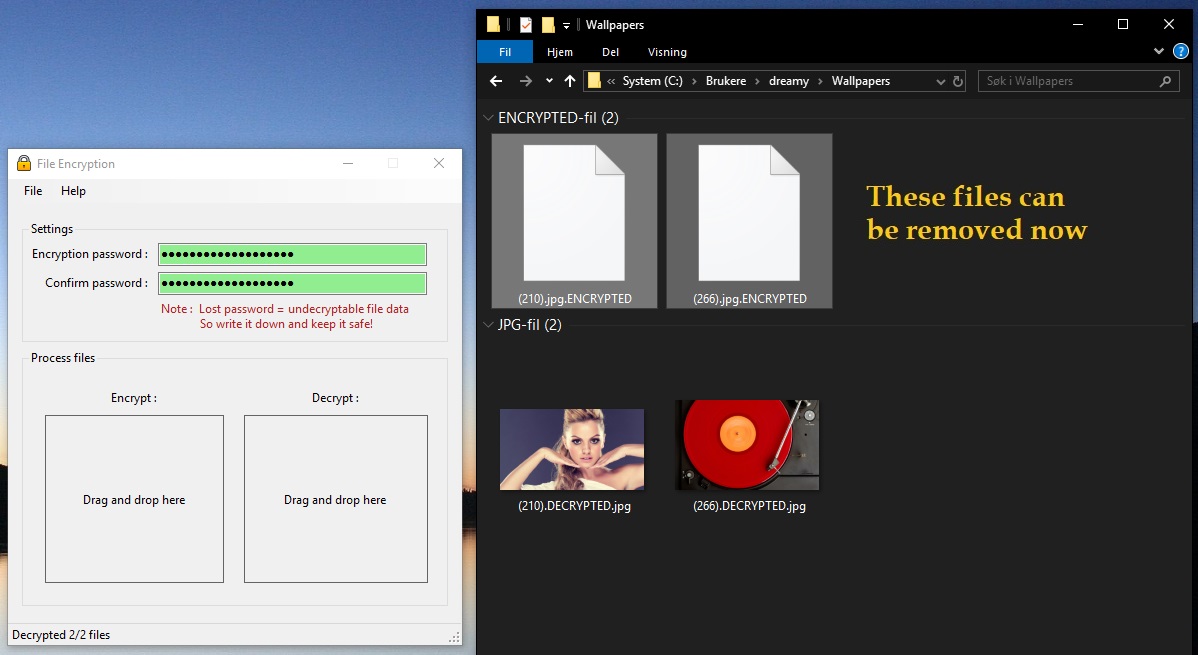 File Encryption
File Help
Settings
Encryption password : ●●●●●●●●●●●●●●●●●●●
Confirm password : ●●●●●●●●●●●●●●●●●●●
Note : Lost password = undecryptable file data
So write it down and keep it safe!
Process files
Encrypt : Decrypt :
Drag and drop here Drag and drop here
Decrypted 2/2 files
Wallpapers
Fil Hjem Del Visning
« System (C:) › Brukere › dreamy › Wallpapers
Søk i Wallpapers
ENCRYPTED-fil (2)
(210).jpg.ENCRYPTED (266).jpg.ENCRYPTED
These files can
be removed now
JPG-fil (2)
(210).DECRYPTED.jpg (266).DECRYPTED.jpg